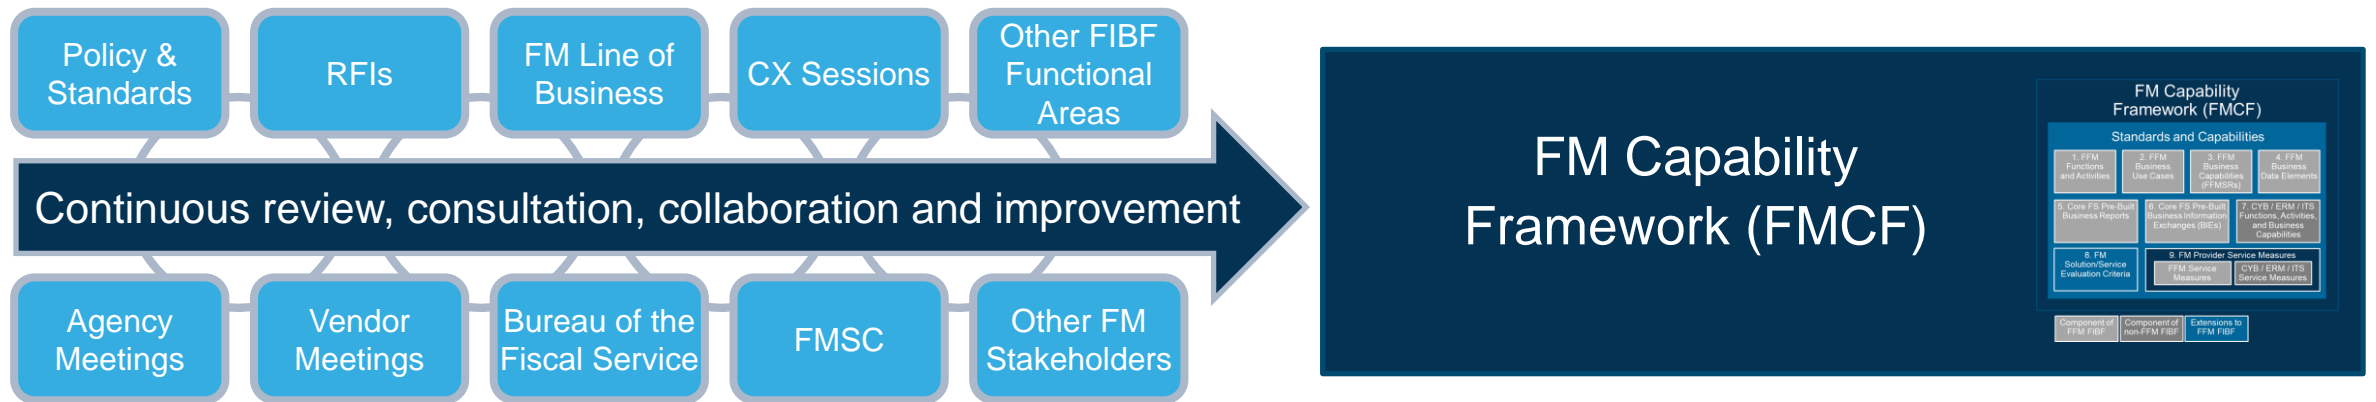 Policy &
Standards
RFIs
FM Line of
Business
CX Sessions
Other FIBF
Functional
Areas
Continuous review, consultation, collaboration and improvement
Agency
Meetings
Vendor
Meetings
Bureau of the
Fiscal Service
FMSC
Other FM
Stakeholders
FM Capability
Framework (FMCF)
FM Capability
Framework (FMCF)
Standards and Capabilities
1. FFM
Functions
and Activities
2. FFM
Business
Use Cases
3. FFM
Business
Capabilities
(FFMSRs)
4. FFM
Business
Data Elements
5. Core FS Pre-Built
Business Reports
6. Core FS Pre-Built
Business Information
Exchanges (BIEs)
7. CYB / ERM / ITS
Functions, Activities,
and Business
Capabilities
8. FM
Solution/Service
Evaluation Criteria
9. FM Provider Service Measures
FFM Service
Measures
CYB / ERM / ITS
Service Measures
Component of
FFM FIBF
Component of
non-FFM FIBF
Extensions to
FFM FIBF